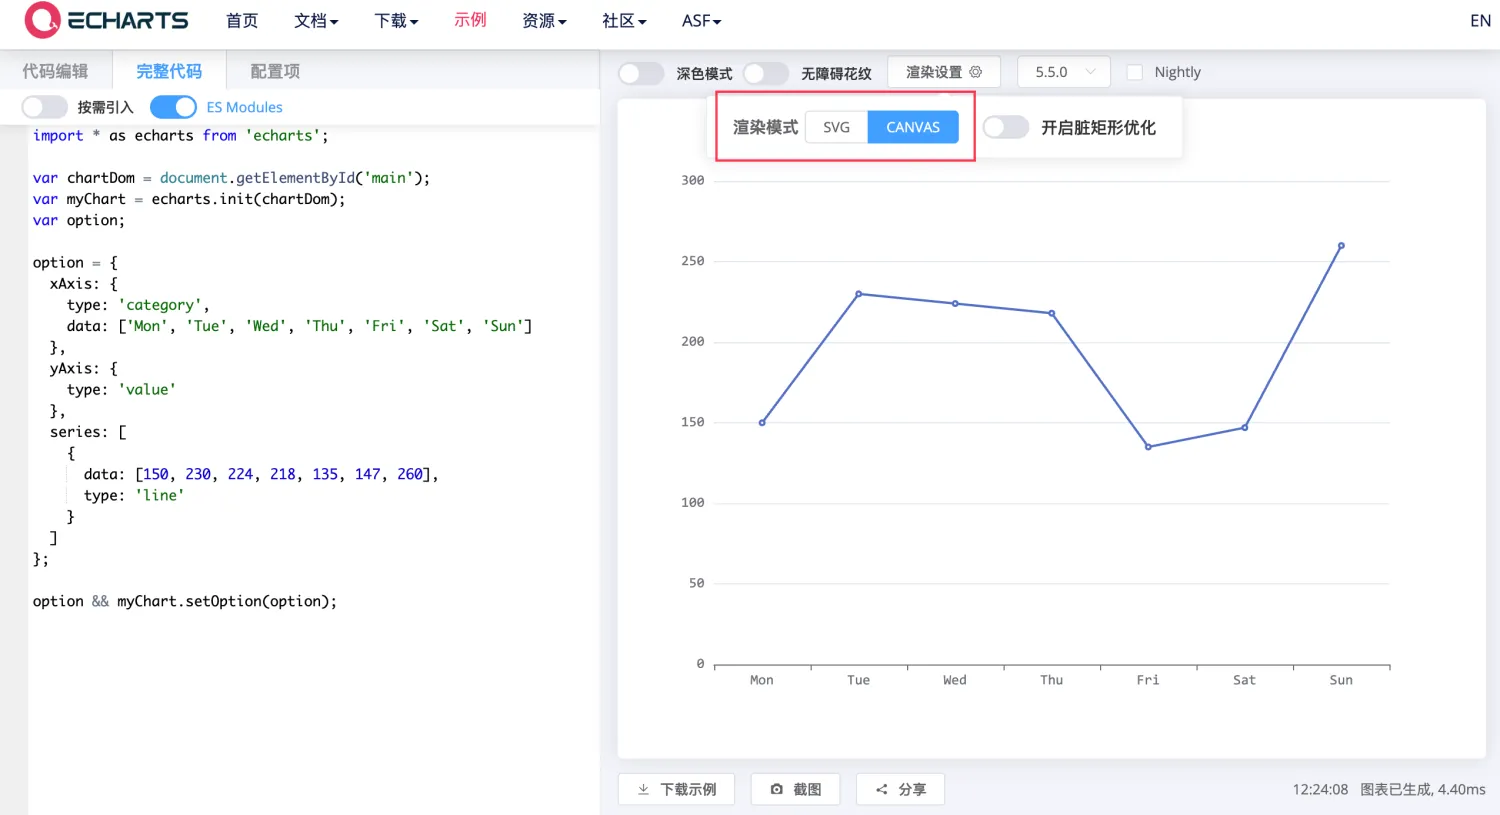 ECHARTS 首页 文档 下载 示例 资源 社区 ASF EN
代码编辑 完整代码 配置项
按需引入 ES Modules
import * as echarts from 'echarts';
var chartDom = document.getElementById('main');
var myChart = echarts.init(chartDom);
var option;
option = {
xAxis: {
type: 'category',
data: ['Mon', 'Tue', 'Wed', 'Thu', 'Fri', 'Sat', 'Sun']
},
yAxis: {
type: 'value'
},
series: [
{
data: [150, 230, 224, 218, 135, 147, 260],
type: 'line'
}
]
};
option && myChart.setOption(option);
深色模式 无障碍花纹 渲染设置 5.5.0 Nightly
渲染模式 SVG CANVAS 开启脏矩形优化
300
250
200
150
100
50
0
Mon Tue Wed Thu Fri Sat Sun
下载示例 截图 分享 12:24:08 图表已生成, 4.40ms